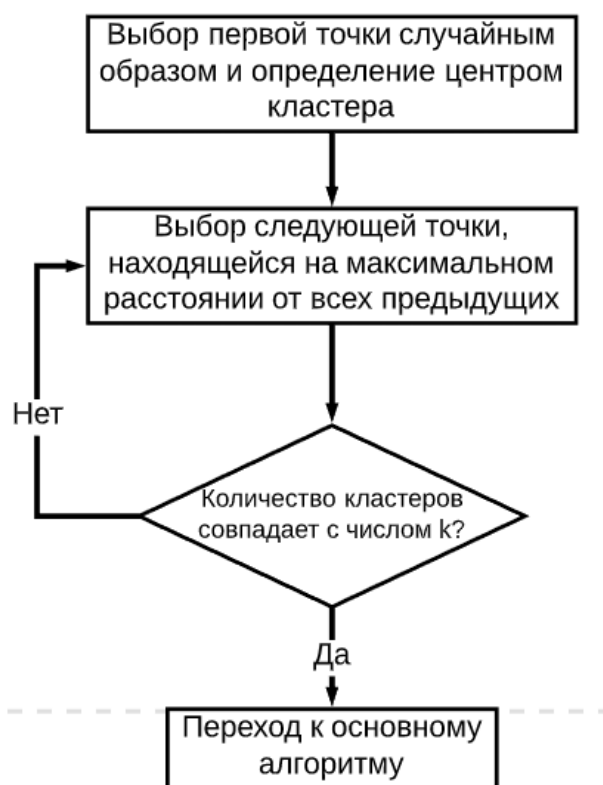 Выбор первой точки случайным
образом и определение центром
кластера
Выбор следующей точки,
находящейся на максимальном
расстоянии от всех предыдущих
Нет
Количество кластеров
совпадает с числом k?
Да
Переход к основному
алгоритму